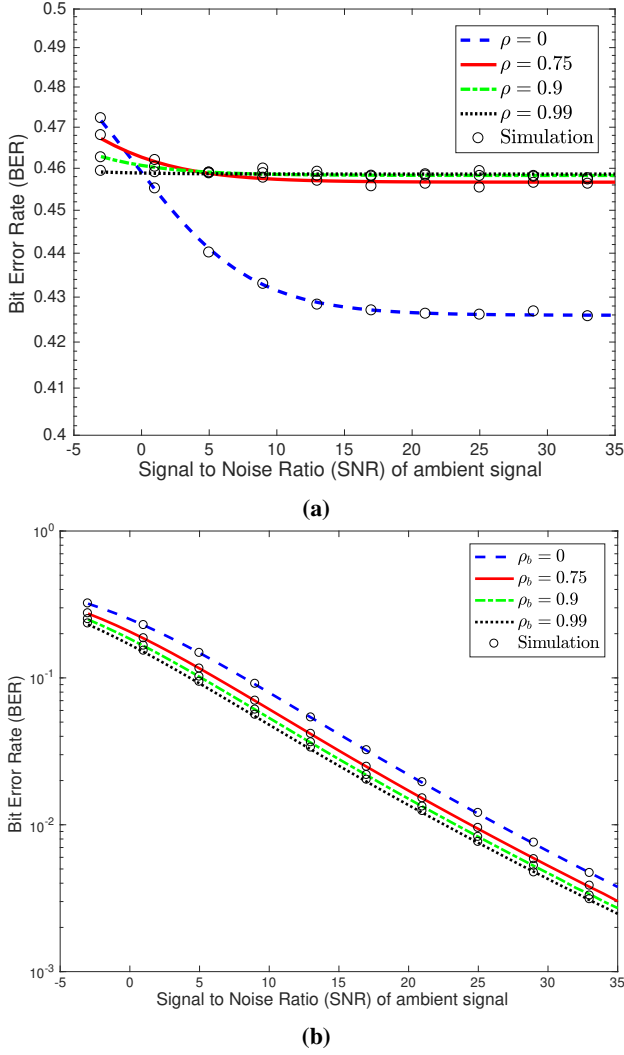 0.5
0.49
0.48
0.47
0.46
0.45
0.44
0.43
0.42
0.41
0.4
Bit Error Rate (BER)
ρ = 0
ρ = 0.75
ρ = 0.9
ρ = 0.99
Simulation
-5 0 5 10 15 20 25 30 35
Signal to Noise Ratio (SNR) of ambient signal
(a)
10^0
10^-1
10^-2
10^-3
Bit Error Rate (BER)
ρ_b = 0
ρ_b = 0.75
ρ_b = 0.9
ρ_b = 0.99
Simulation
-5 0 5 10 15 20 25 30 35
Signal to Noise Ratio (SNR) of ambient signal
(b)